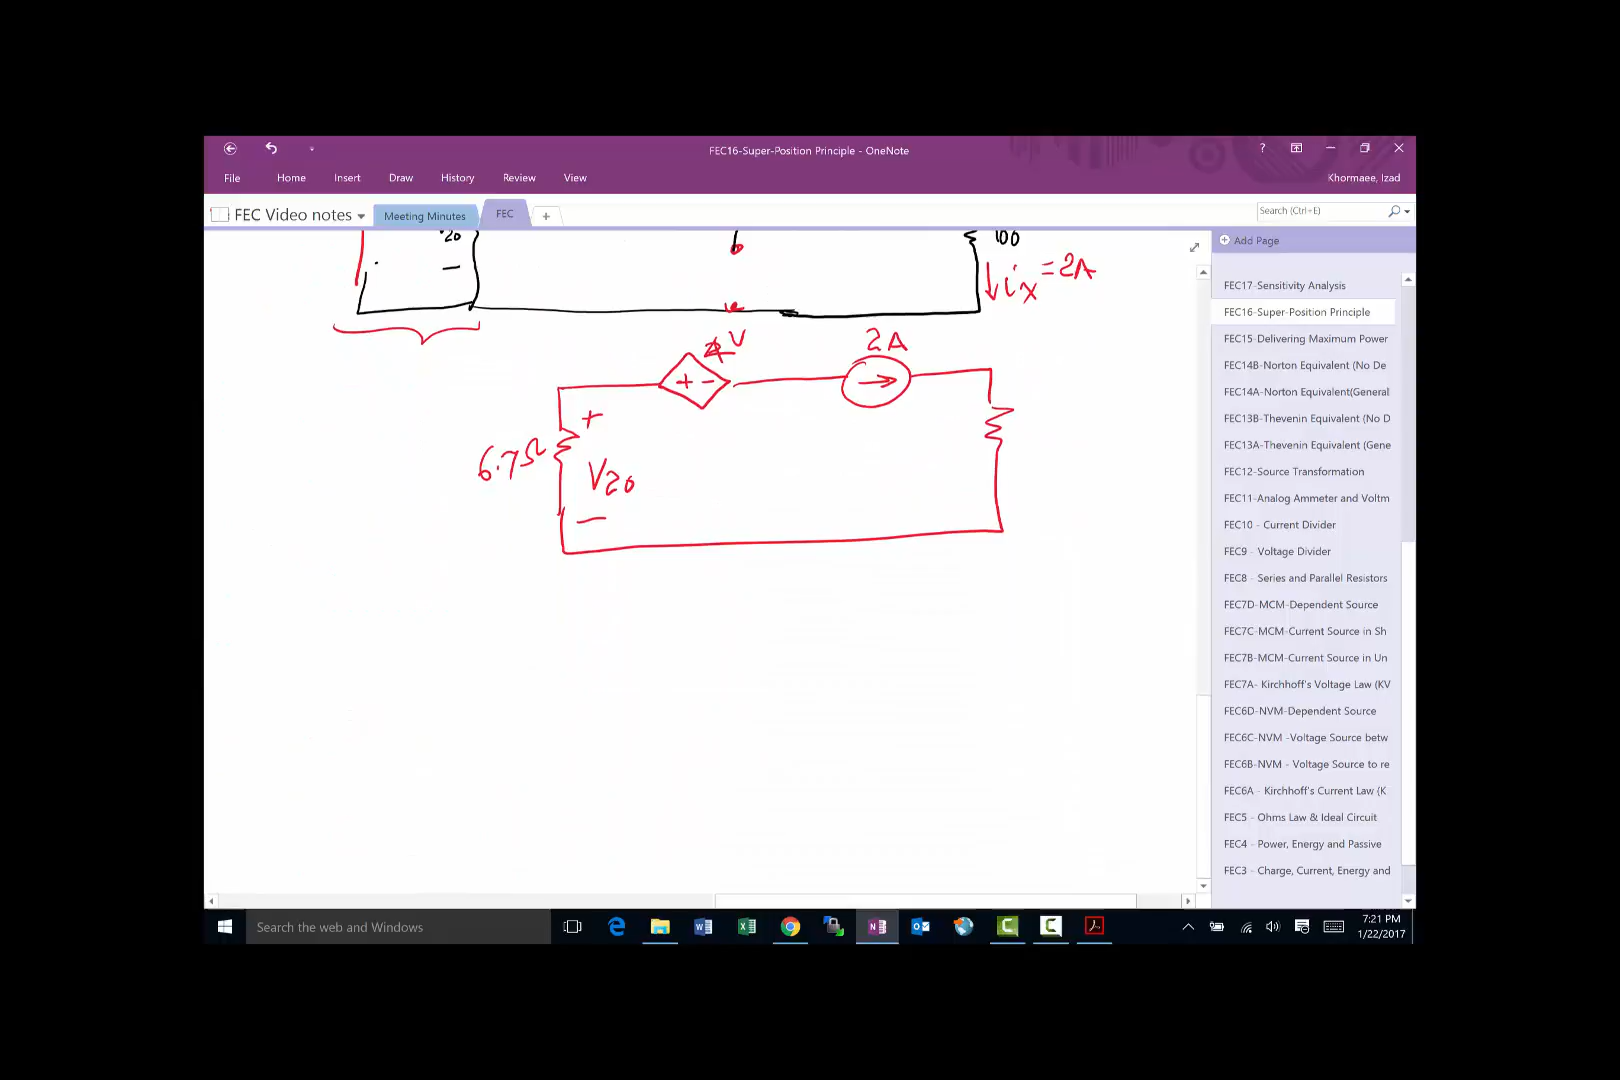 FEC16-Super-Position Principle - OneNote
?
File Home Insert Draw History Review View
Khormaee, Izad
FEC Video notes
Meeting Minutes
FEC
+
Search (Ctrl+E)
Add Page
FEC17-Sensitivity Analysis
FEC16-Super-Position Principle
FEC15-Delivering Maximum Power
FEC14B-Norton Equivalent (No De
FEC14A-Norton Equivalent(General
FEC13B-Thevenin Equivalent (No D
FEC13A-Thevenin Equivalent (Gene
FEC12-Source Transformation
FEC11-Analog Ammeter and Voltm
FEC10 - Current Divider
FEC9 - Voltage Divider
FEC8 - Series and Parallel Resistors
FEC7D-MCM-Dependent Source
FEC7C-MCM-Current Source in Sh
FEC7B-MCM-Current Source in Un
FEC7A- Kirchhoff's Voltage Law (KV
FEC6D-NVM-Dependent Source
FEC6C-NVM -Voltage Source betw
FEC6B-NVM - Voltage Source to re
FEC6A - Kirchhoff's Current Law (K
FEC5 - Ohms Law & Ideal Circuit
FEC4 - Power, Energy and Passive
FEC3 - Charge, Current, Energy and
20
−
100
ix = 2A
V
2A
+ −
+
6.7Ω
V20
−
Search the web and Windows
7:21 PM
1/22/2017